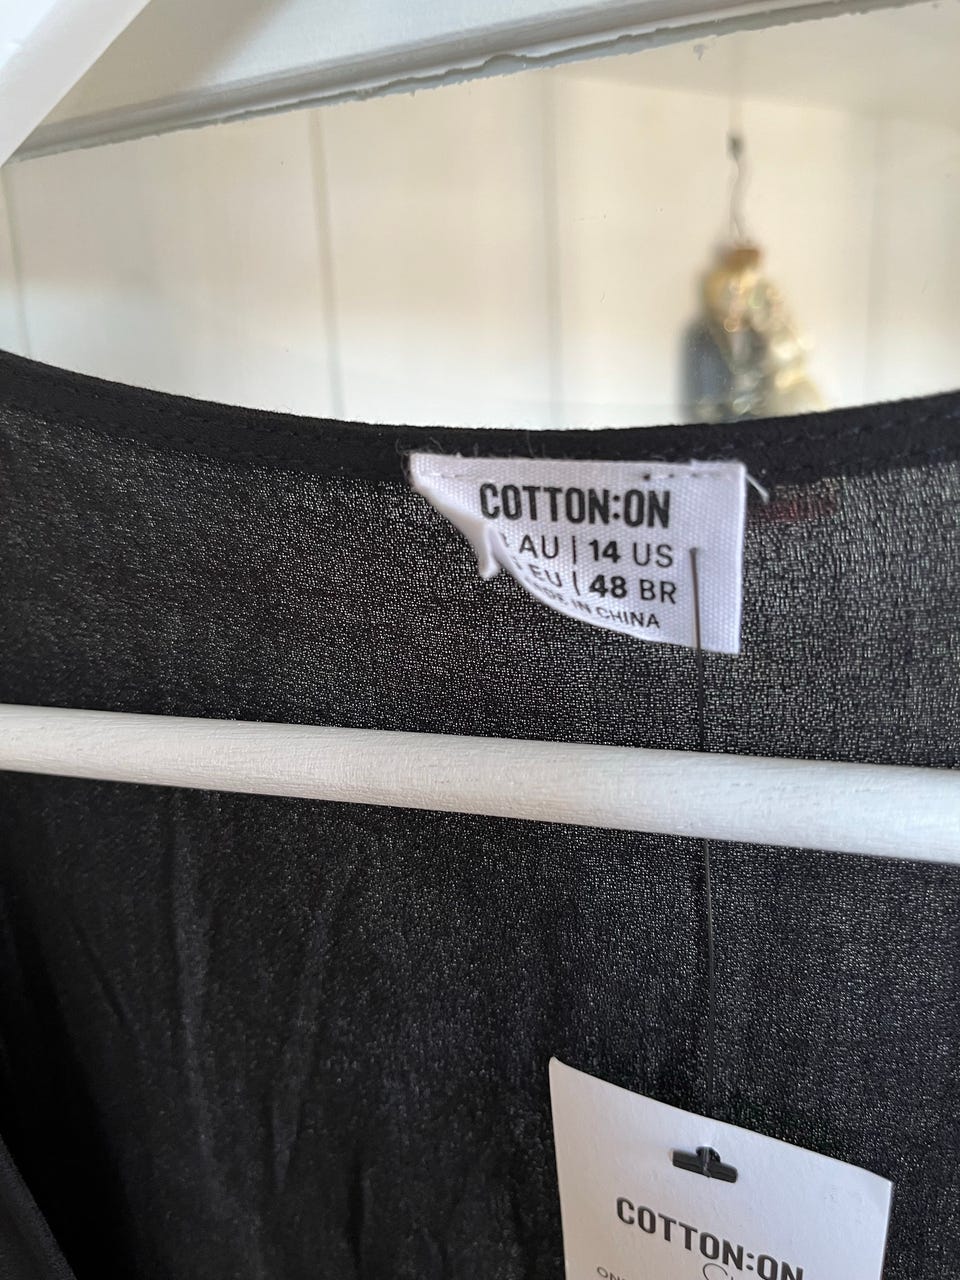 COTTON:ON
AU | 14 US
EU | 48 BR
IN CHINA
COTTON:ON